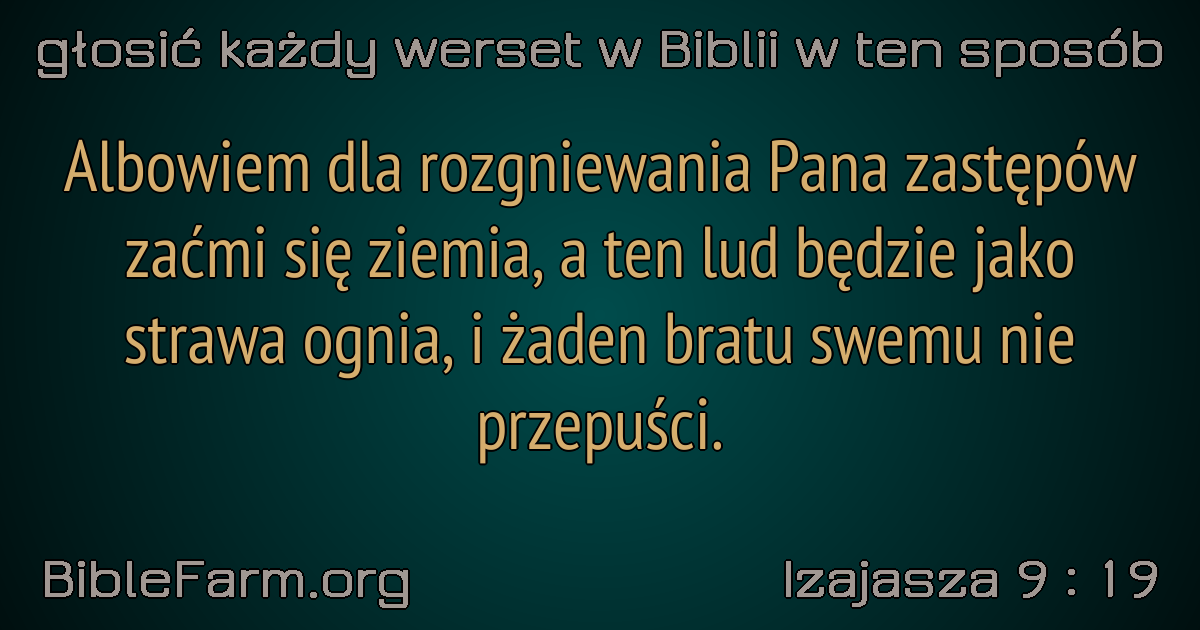 głosić każdy werset w Biblii w ten sposób
Albowiem dla rozgniewania Pana zastępów
zaćmi się ziemia, a ten lud będzie jako
strawa ognia, i żaden bratu swemu nie
przepuści.
BibleFarm.org
Izajasza 9 : 19